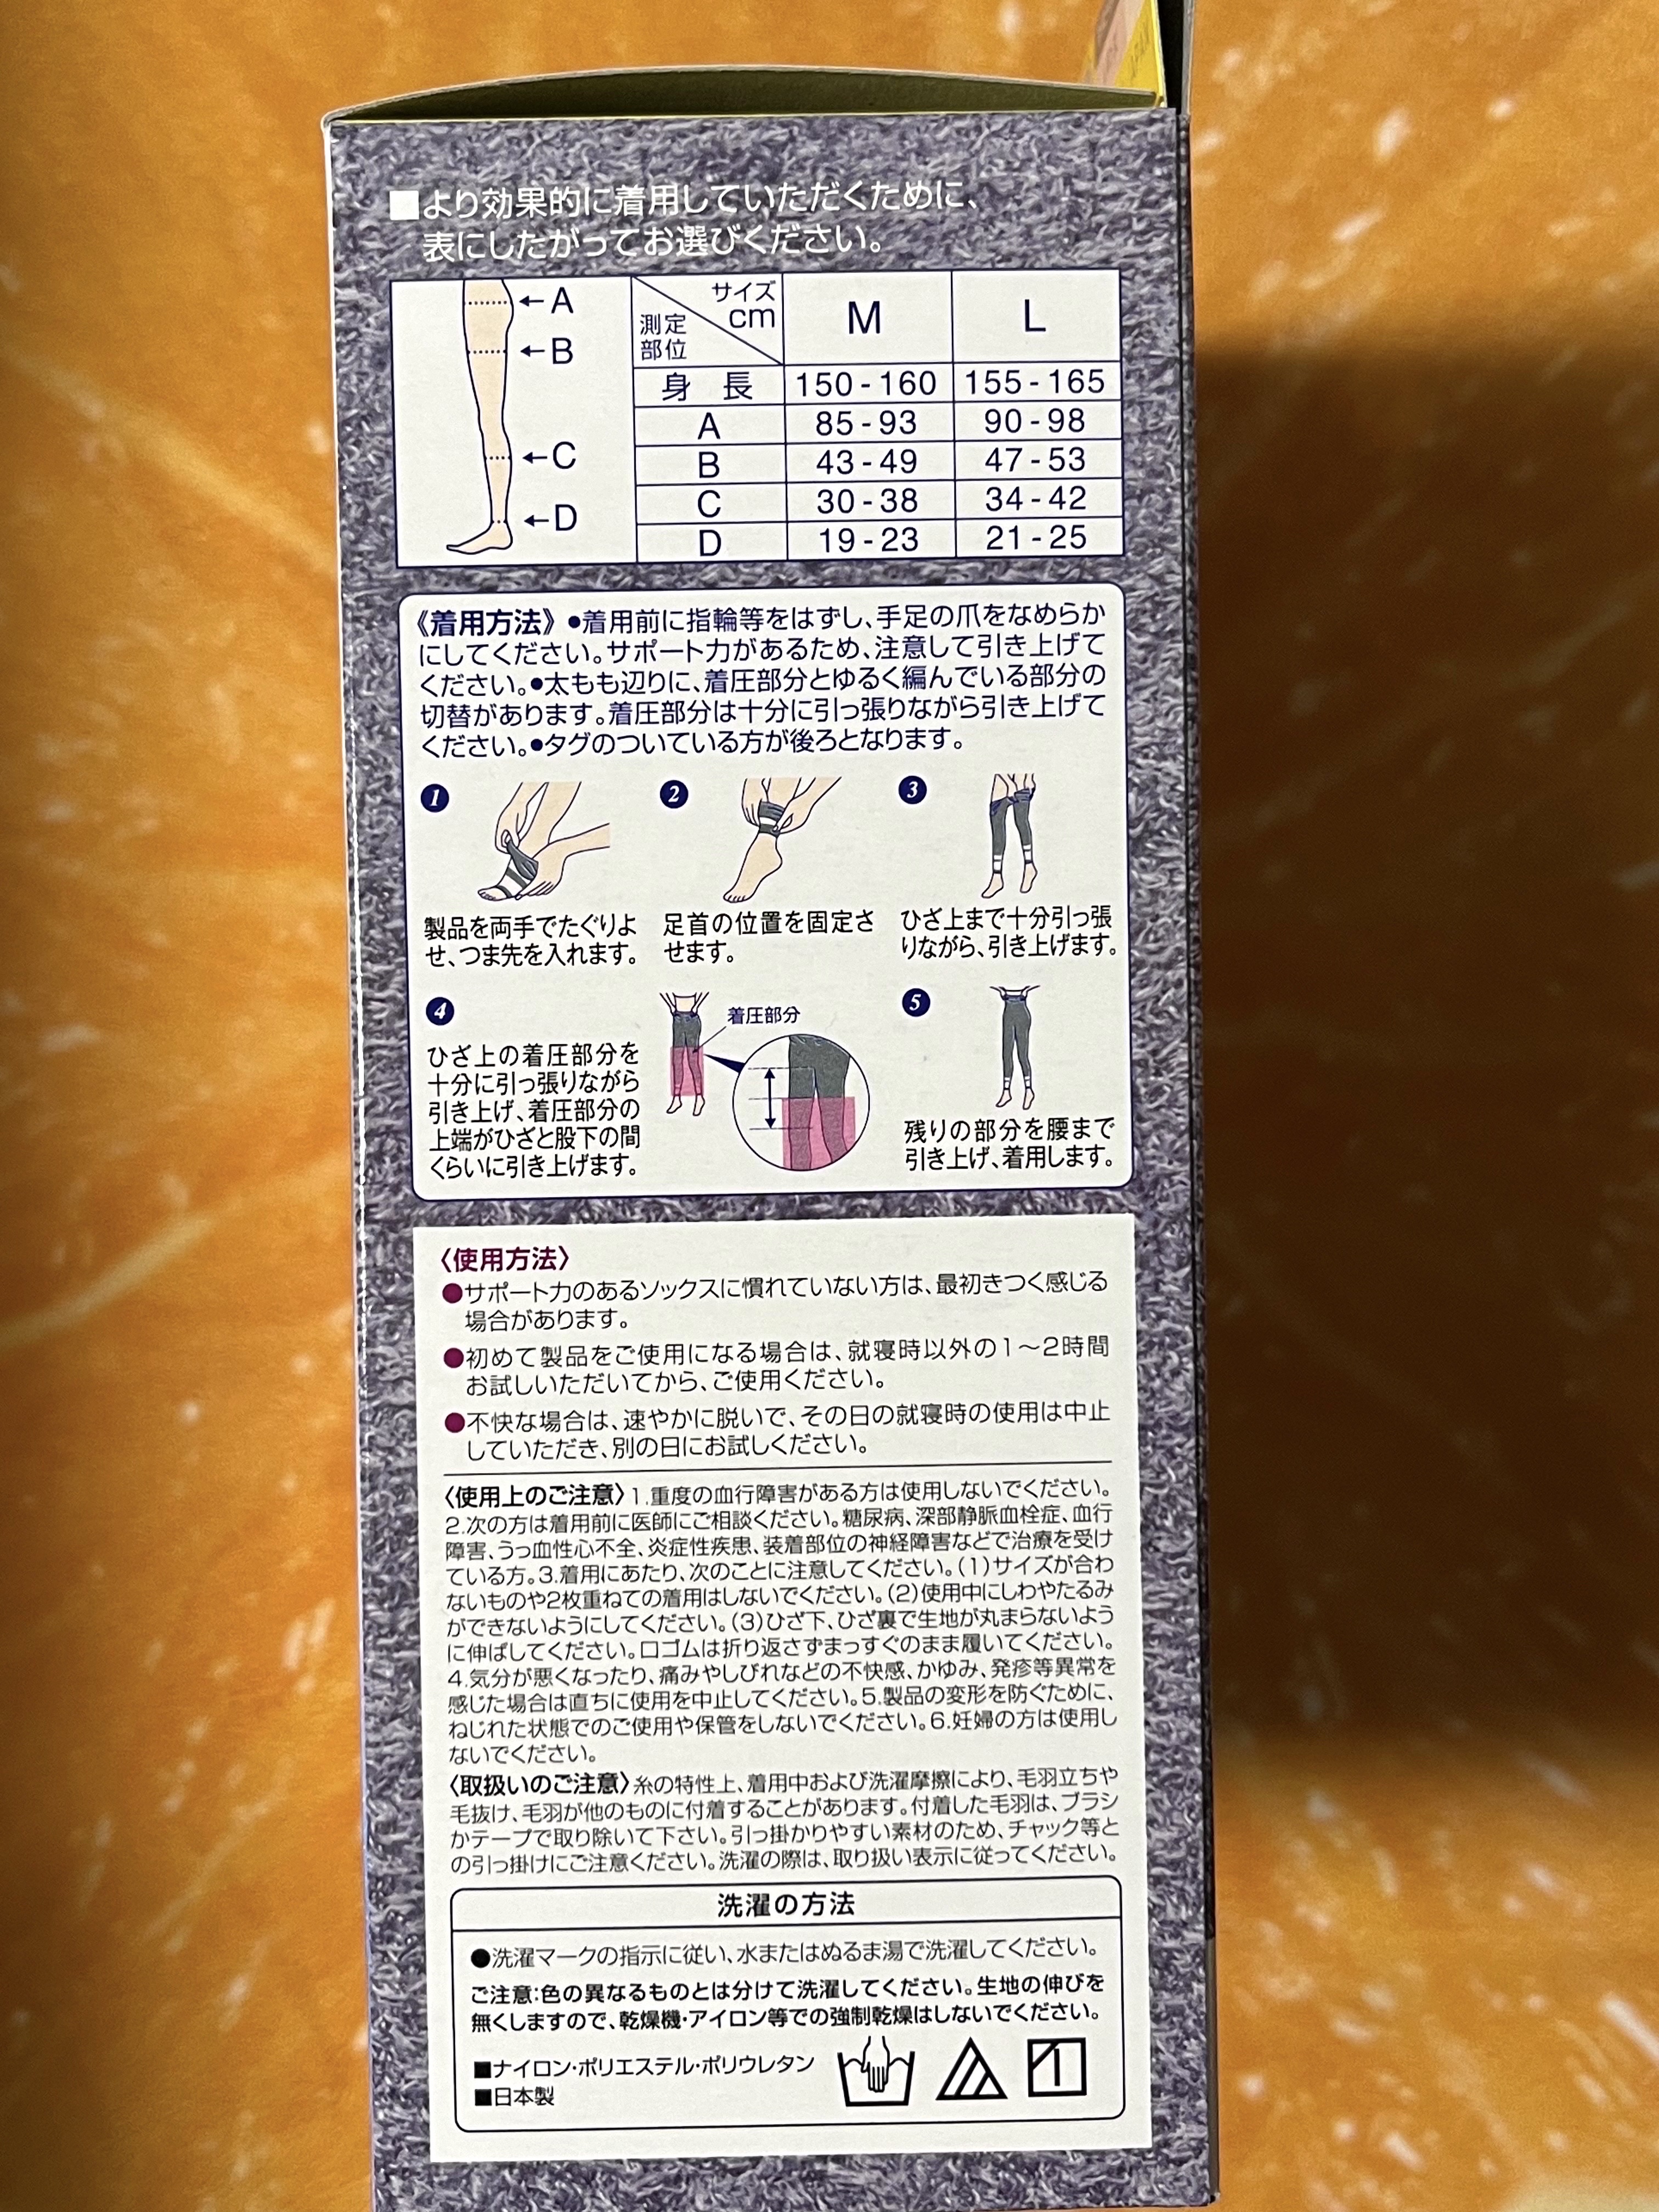 ■より効果的に着用していただくために、
表にしたがってお選びください。
A
B
C
D
サイズ cm
測定部位
M
L
身 長 150-160 155-165
A 85-93 90-98
B 43-49 47-53
C 30-38 34-42
D 19-23 21-25
《着用方法》●着用前に指輪等をはずし、手足の爪をなめらか
にしてください。サポート力があるため、注意して引き上げて
ください。●太もも辺りに、着圧部分とゆるく編んでいる部分の
切替があります。着圧部分は十分に引っ張りながら引き上げて
ください。●タグのついている方が後ろとなります。
1
製品を両手でたぐりよ
せ、つま先を入れます。
2
足首の位置を固定さ
せます。
3
ひざ上まで十分引っ張
りながら、引き上げます。
4
ひざ上の着圧部分を
十分に引っ張りながら
引き上げ、着圧部分の
上端がひざと股下の間
くらいに引き上げます。
着圧部分
5
残りの部分を腰まで
引き上げ、着用します。
〈使用方法〉
●サポート力のあるソックスに慣れていない方は、最初きつく感じる
場合があります。
●初めて製品をご使用になる場合は、就寝時以外の1～2時間
お試しいただいてから、ご使用ください。
●不快な場合は、速やかに脱いで、その日の就寝時の使用は中止
していただき、別の日にお試しください。
〈使用上のご注意〉1.重度の血行障害がある方は使用しないでください。
2.次の方は着用前に医師にご相談ください。糖尿病、深部静脈血栓症、血行
障害、うっ血性心不全、炎症性疾患、装着部位の神経障害などで治療を受け
ている方。3.着用にあたり、次のことに注意してください。(1)サイズが合わ
ないものや2枚重ねての着用はしないでください。(2)使用中にしわやたるみ
ができないようにしてください。(3)ひざ下、ひざ裏で生地が丸まらないよう
に伸ばしてください。口ゴムは折り返さずまっすぐのまま履いてください。
4.気分が悪くなったり、痛みやしびれなどの不快感、かゆみ、発疹等異常を
感じた場合は直ちに使用を中止してください。5.製品の変形を防ぐために、
ねじれた状態でのご使用や保管をしないでください。6.妊婦の方は使用し
ないでください。
〈取扱いのご注意〉糸の特性上、着用中および洗濯摩擦により、毛羽立ちや
毛抜け、毛羽が他のものに付着することがあります。付着した毛羽は、ブラシ
かテープで取り除いて下さい。引っ掛かりやすい素材のため、チャック等と
の引っ掛けにご注意ください。洗濯の際は、取り扱い表示に従ってください。
洗濯の方法
●洗濯マークの指示に従い、水またはぬるま湯で洗濯してください。
ご注意:色の異なるものとは分けて洗濯してください。生地の伸びを
無くしますので、乾燥機・アイロン等での強制乾燥はしないでください。
■ナイロン・ポリエステル・ポリウレタン
■日本製